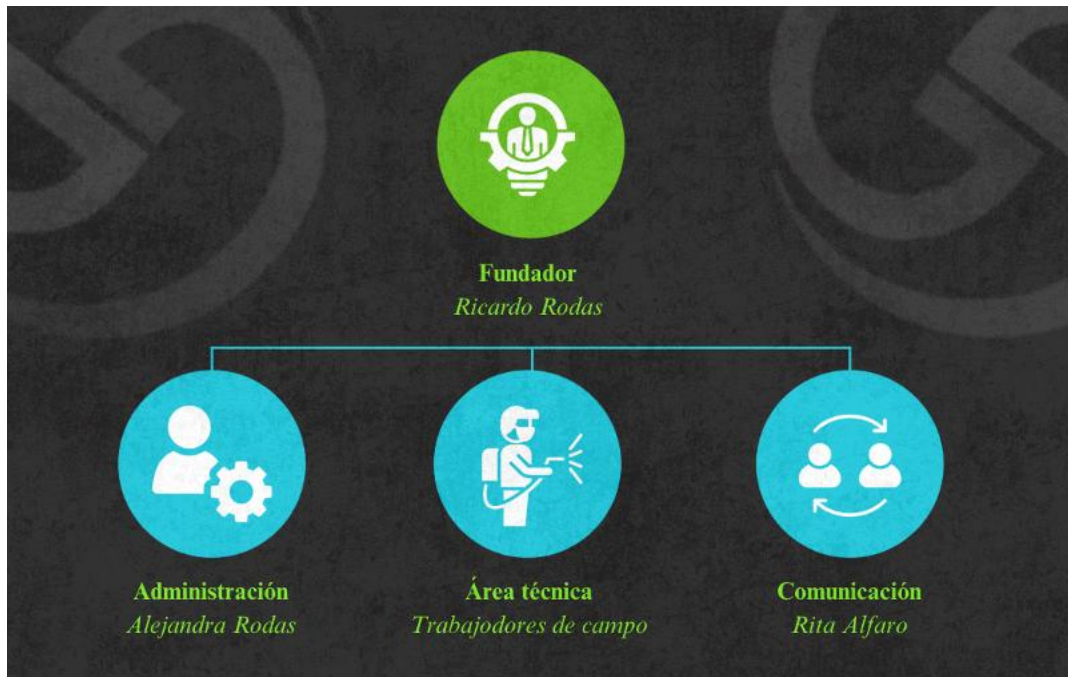 Fundador
Ricardo Rodas
Administración
Alejandra Rodas
Área técnica
Trabajodores de campo
Comunicación
Rita Alfaro